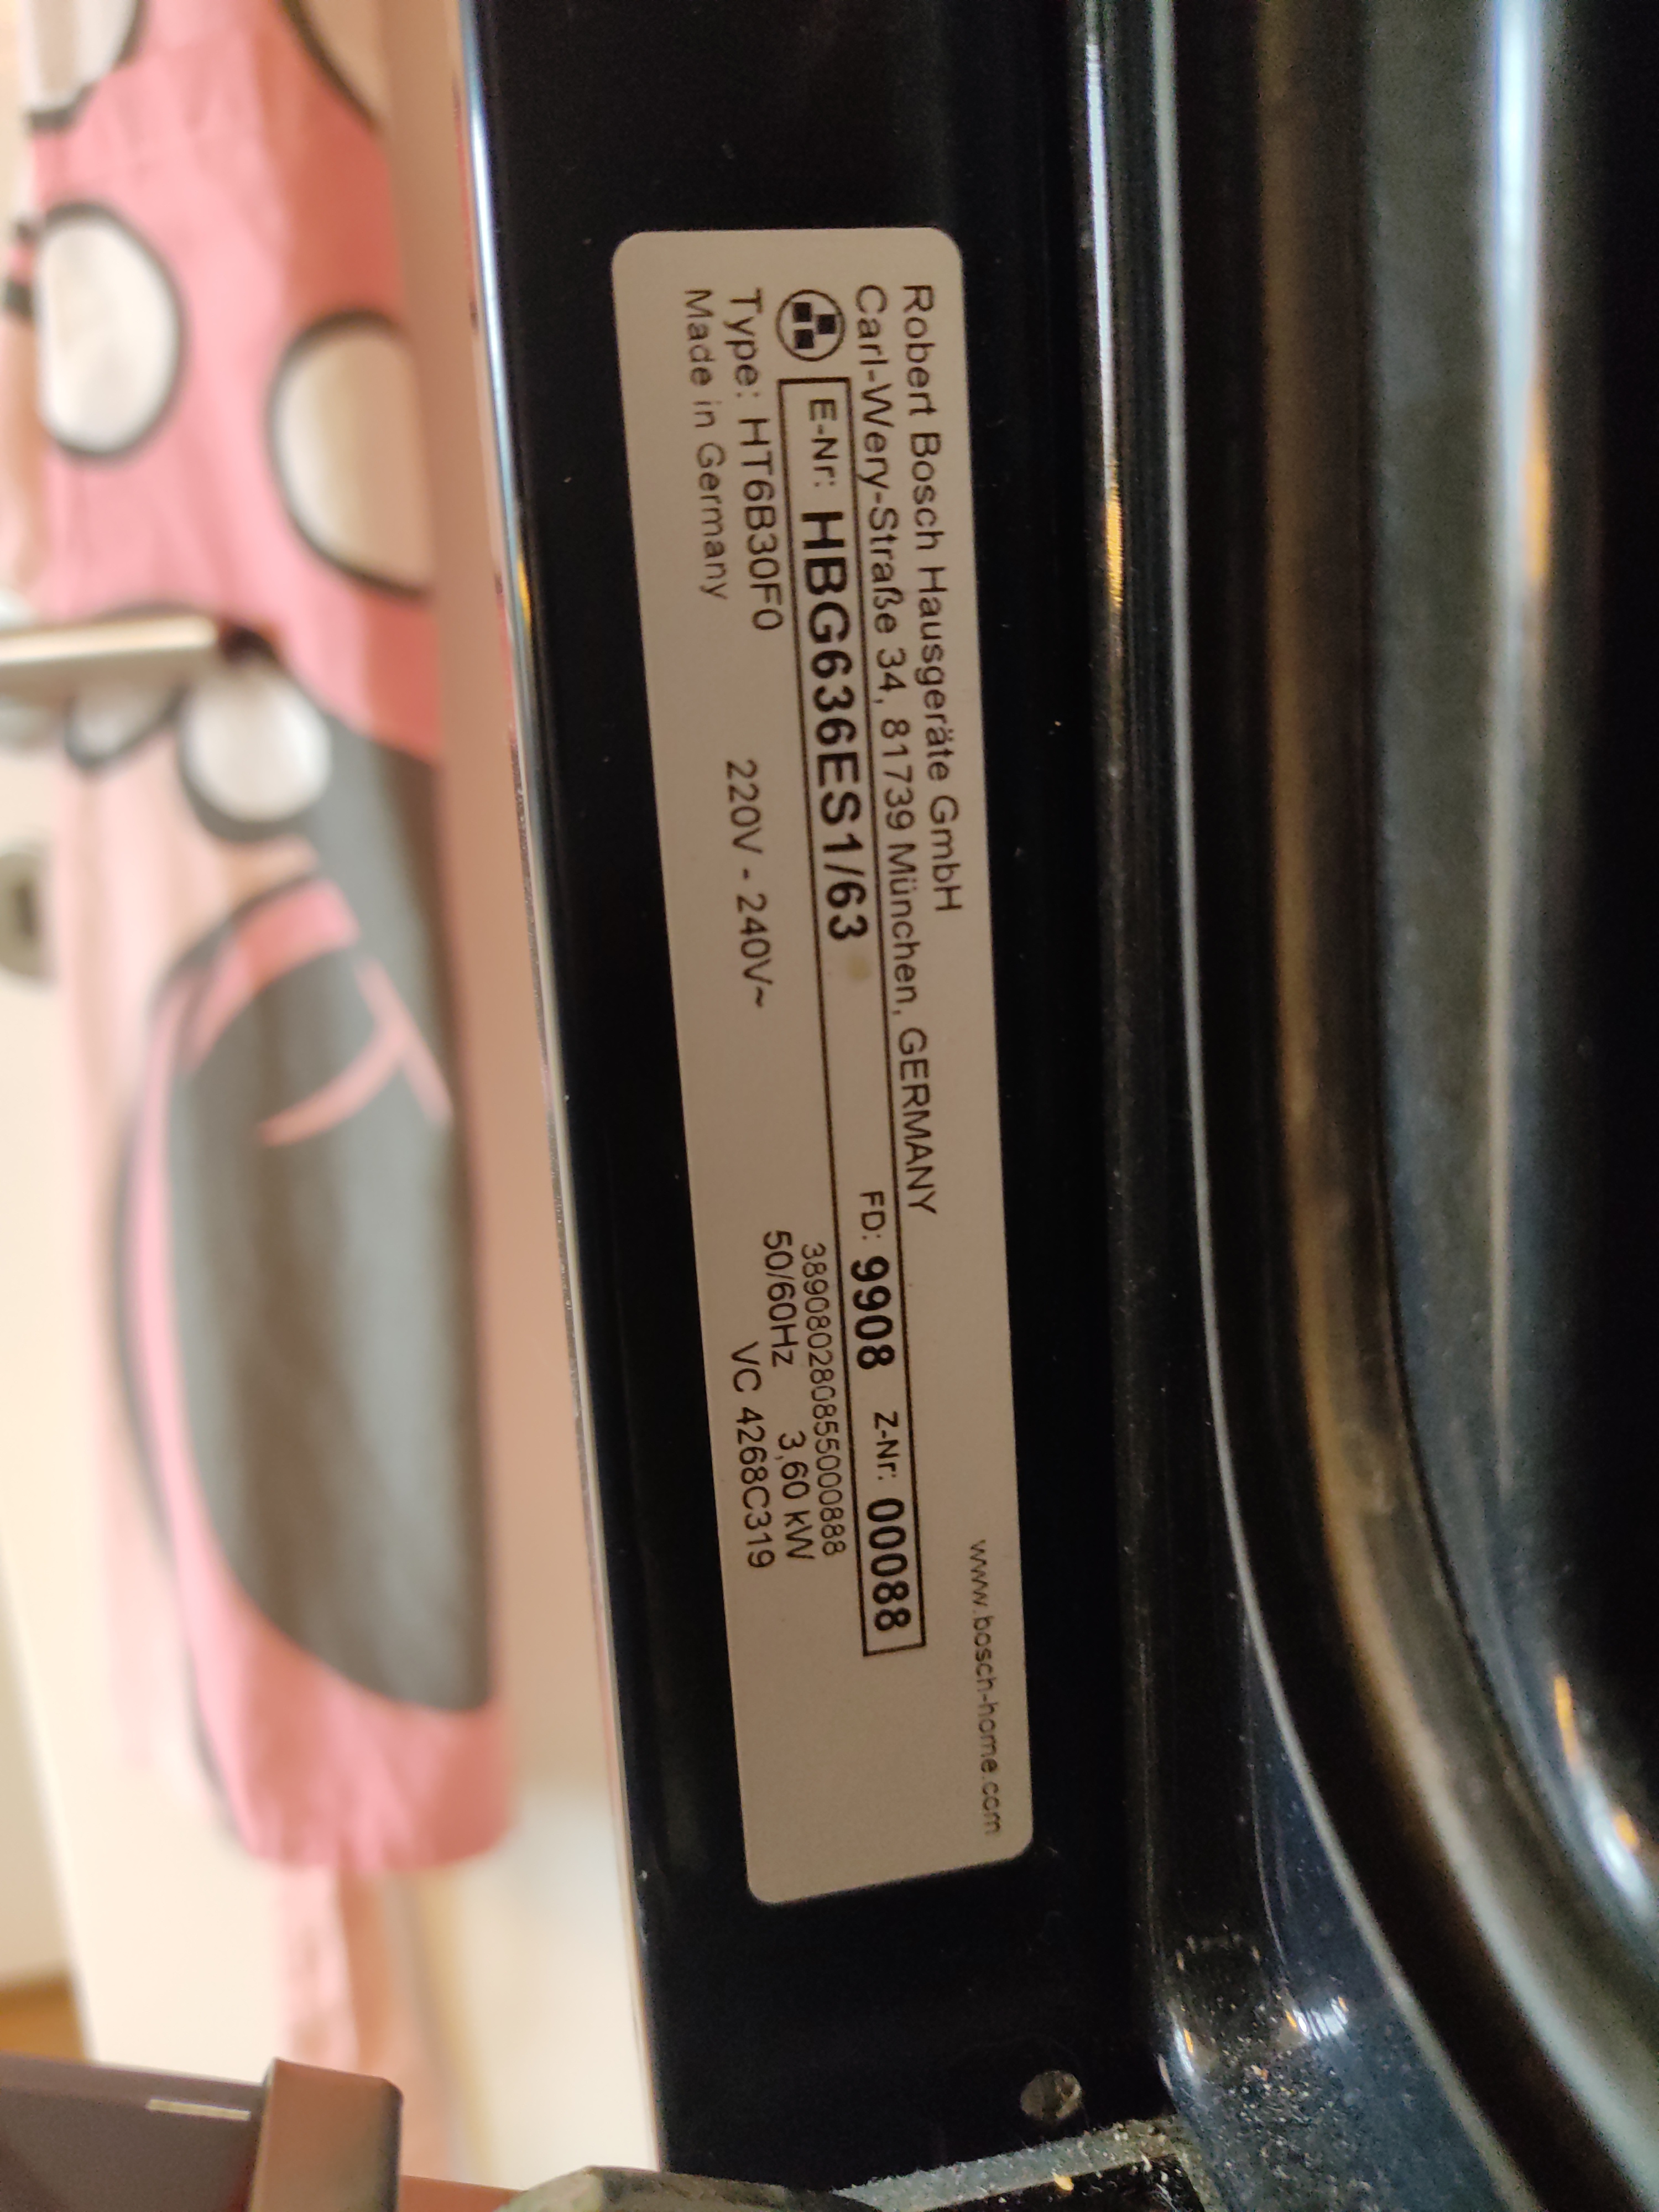 Robert Bosch Hausgeräte GmbH
www.bosch-home.com
Carl-Wery-Straße 34, 81739 München, GERMANY
E-Nr: HBG636ES1/63 FD: 9908 Z-Nr: 00088
389080280855000888
Type: HT6B30F0 220V - 240V~ 50/60Hz 3,60 kW
Made in Germany VC 4268C319